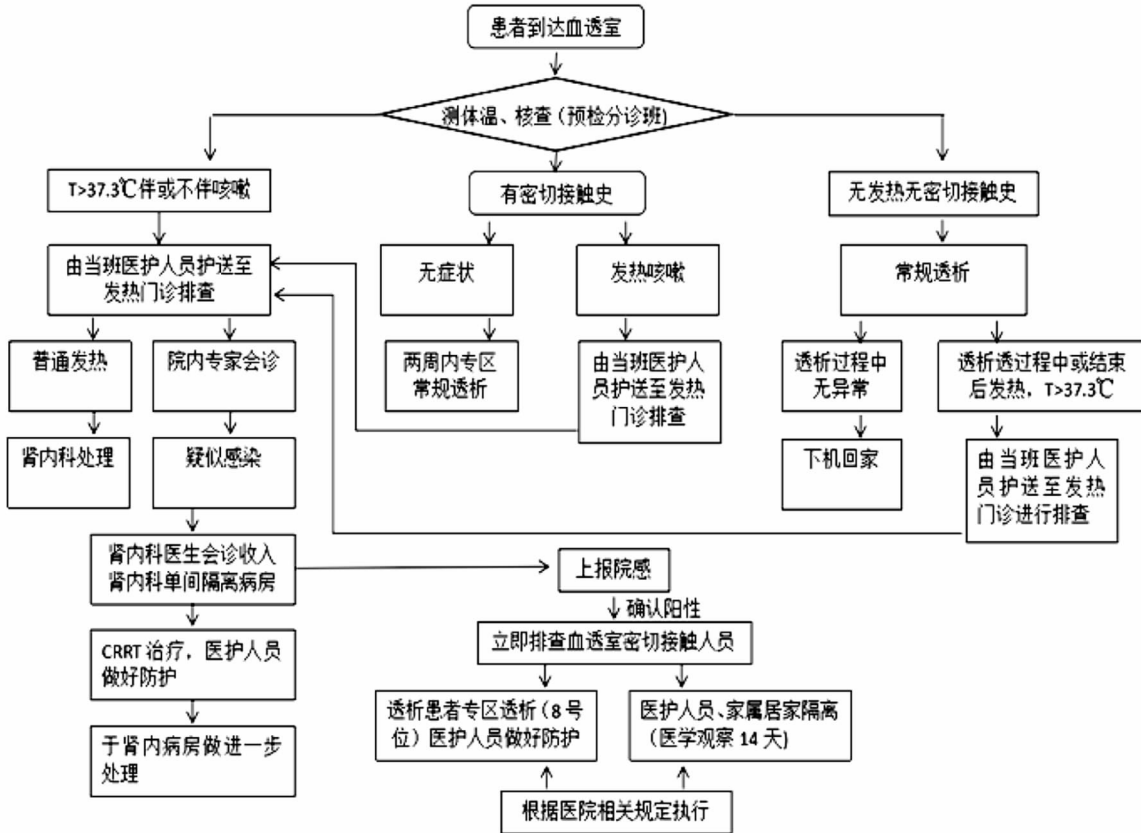 患者到达血透室
测体温、核查(预检分诊班)
T>37.3℃伴或不伴咳嗽
有密切接触史
无发热无密切接触史
由当班医护人员护送至
发热门诊排查
无症状
发热咳嗽
常规透析
普通发热
院内专家会诊
两周内专区
常规透析
由当班医护人
员护送至发热
门诊排查
透析过程中
无异常
透析透过程中或结束
后发热，T>37.3℃
肾内科处理
疑似感染
下机回家
由当班医护人
员护送至发热
门诊进行排查
肾内科医生会诊收入
肾内科单间隔离病房
上报院感
确认阳性
立即排查血透室密切接触人员
CRRT 治疗，医护人员
做好防护
透析患者专区透析（8 号
位）医护人员做好防护
医护人员、家属居家隔离
（医学观察 14 天)
于肾内病房做进一步
处理
根据医院相关规定执行